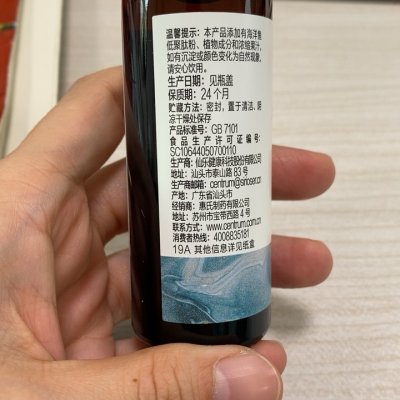 温馨提示：本产品添加有海洋鱼
低聚肽粉、植物成分和浓缩果汁，
如有沉淀或颜色变化为自然现象，
请安心饮用。
生产日期：见瓶盖
保质期：24个月
贮藏方法：密封，置于清洁、阴
凉干燥处保存
产品标准号：GB 7101
食品生产许可证编号：
SC10644050700110
生产商：仙乐健康科技股份有限公司
地址：汕头市泰山路 83 号
生产商邮箱：centrum@sirioser.cn
产地：广东省汕头市
经销商：惠氏制药有限公司
地址：苏州市宝带西路 4 号
联系方式：www.centrum.com.cn
消费者热线：4008835181
19A 其他信息详见纸盒